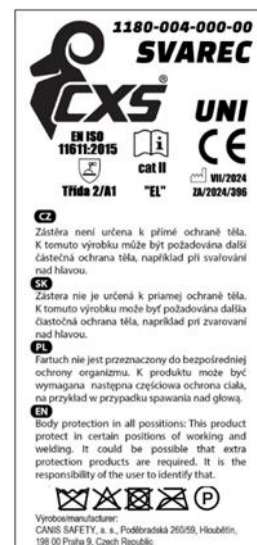 1180-004-000-00
SVAREC
CXS®
UNI
EN ISO
11611:2015
Třída 2/A1
cat II
"EL"
CE
VII/2024
ZA/2024/396
CZ
Zástěra není určena k přímé ochraně těla.
K tomuto výrobku může být požadována další
částečná ochrana těla, například při svařování
nad hlavou.
SK
Zástera nie je určená k priamej ochraně těla.
K tomuto výrobku može byť požadována ďalšia
čiastočná ochrana tela, napríklad pri zvarovaní
nad hlavou.
PL
Fartuch nie jest przeznaczony do bezpośredniej
ochrony organizmu. K produktu może być
wymagana następna częściowa ochrona ciała,
na przykład w przypadku spawania nad głową.
EN
Body protection in all possitions: This product
protect in certain positions of working and
welding. It could be possible that extra
protection products are required. It is the
responsibility of the user to identify that.
P
Výrobce/manufacturer:
CANIS SAFETY, a. s., Poděbradská 260/59, Hloubětín,
198 00 Praha 9, Czech Republic